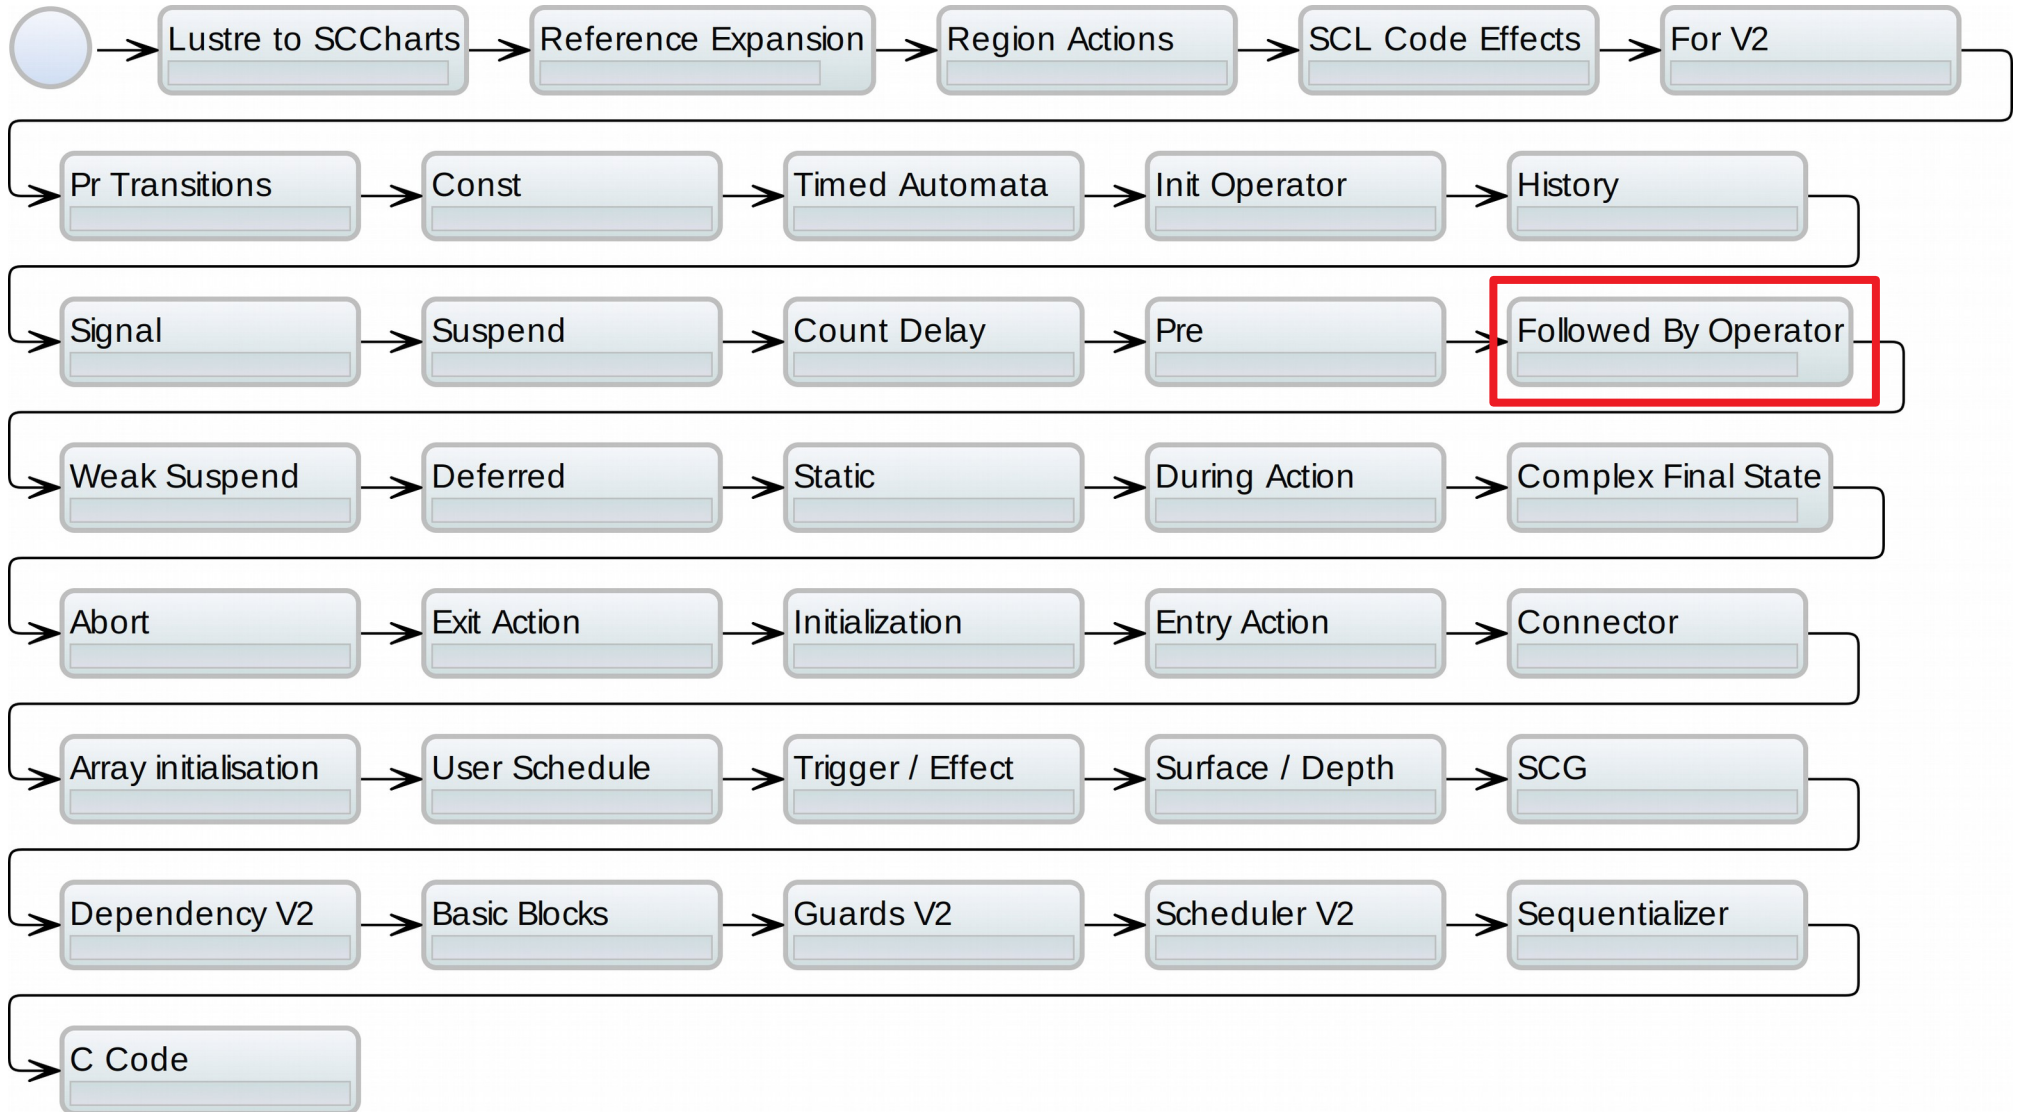 Lustre to SCCharts
Reference Expansion
Region Actions
SCL Code Effects
For V2
Pr Transitions
Const
Timed Automata
Init Operator
History
Signal
Suspend
Count Delay
Pre
Followed By Operator
Weak Suspend
Deferred
Static
During Action
Complex Final State
Abort
Exit Action
Initialization
Entry Action
Connector
Array initialisation
User Schedule
Trigger / Effect
Surface / Depth
SCG
Dependency V2
Basic Blocks
Guards V2
Scheduler V2
Sequentializer
C Code